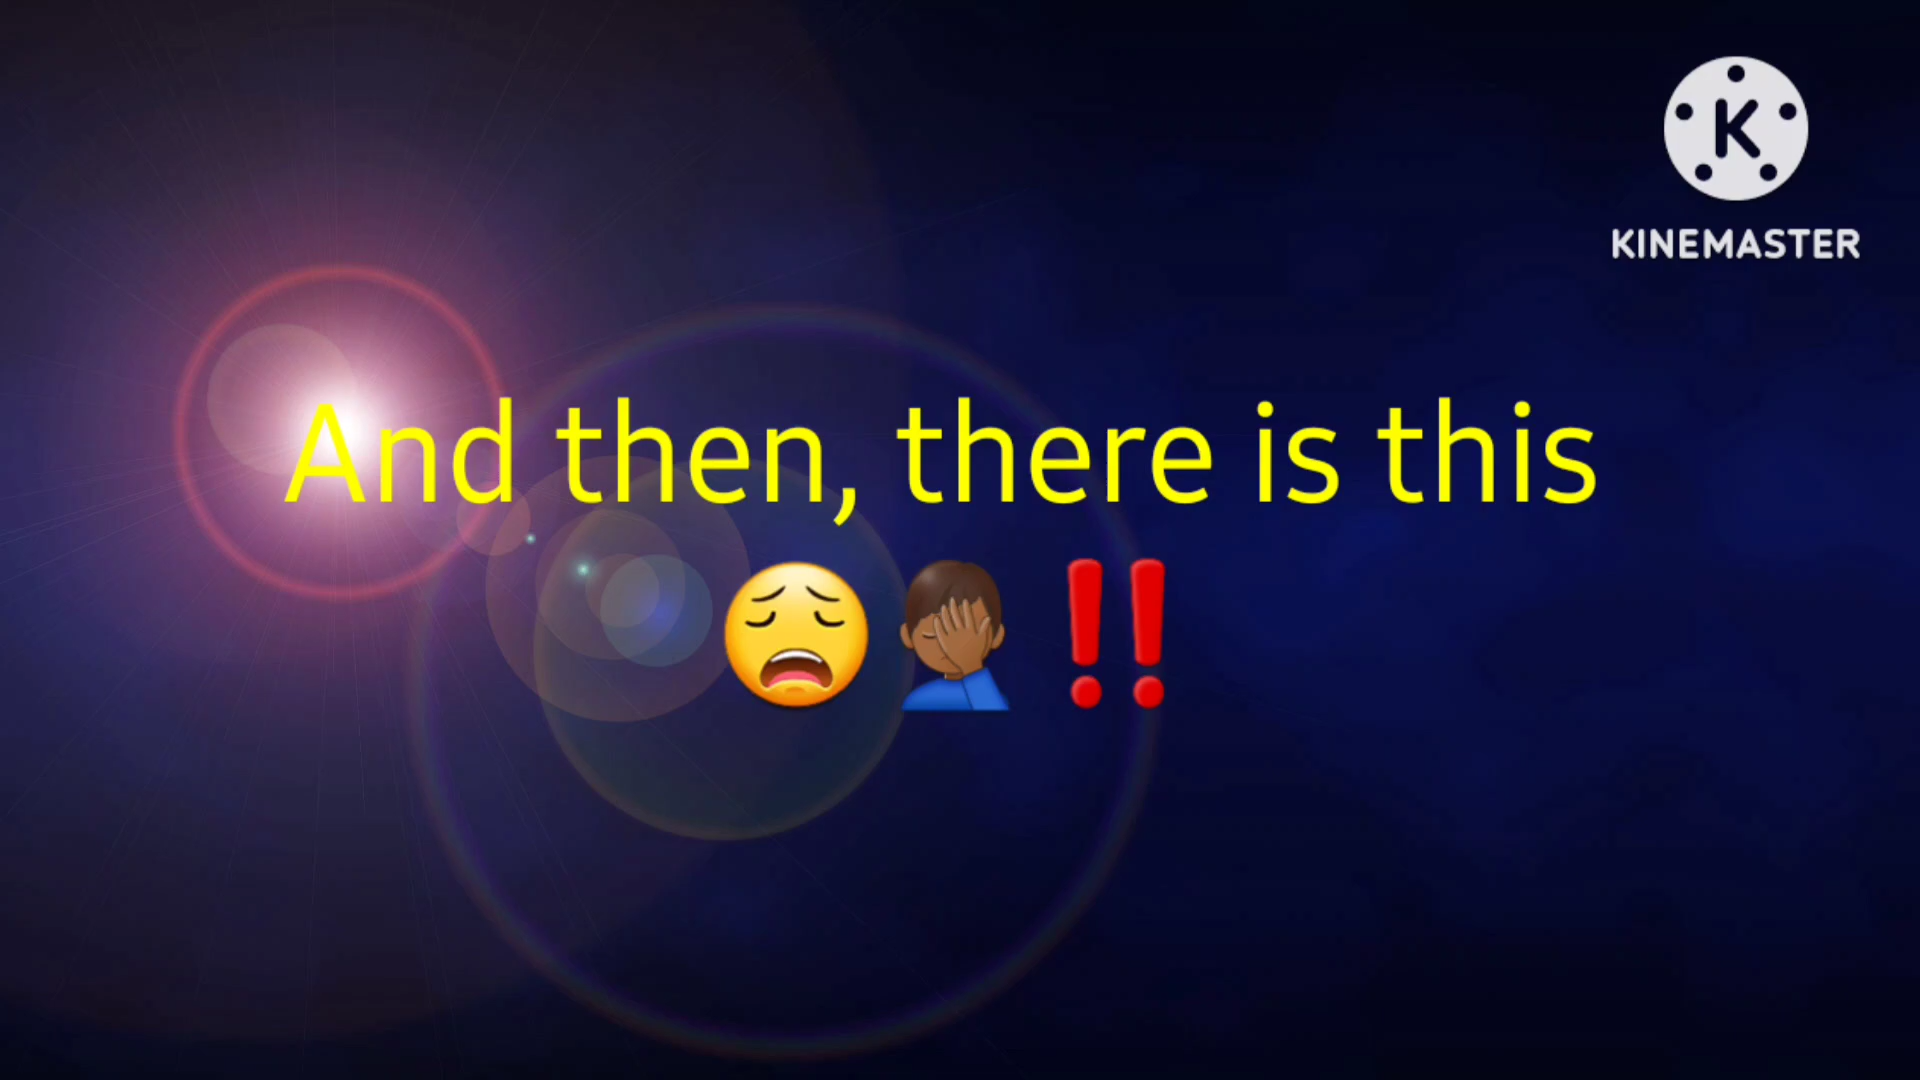 K
KINEMASTER
And then, there is this
😩🤦🏾‍♂️‼️